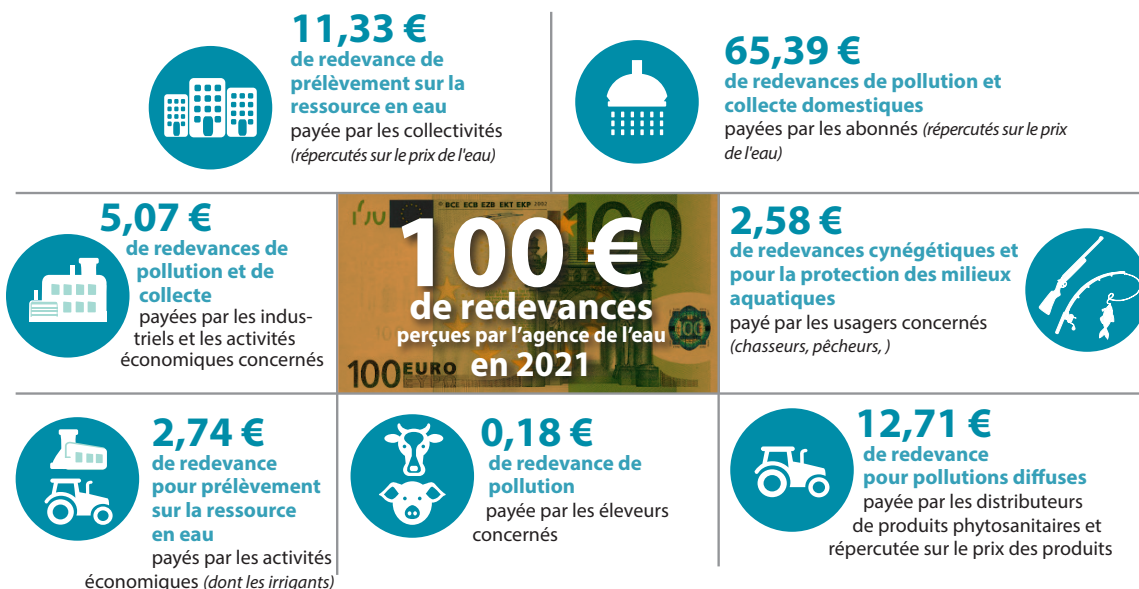 11,33 €
de redevance de
prélèvement sur la
ressource en eau
payée par les collectivités
(répercutés sur le prix de l'eau)
65,39 €
de redevances de pollution et
collecte domestiques
payées par les abonnés (répercutés sur le prix
de l'eau)
5,07 €
de redevances de
pollution et de
collecte
payées par les indus-
triels et les activités
économiques concernés
BCE ECB EZB EKT EKP 2002
100
100 €
de redevances
perçues par l'agence de l'eau
en 2021
100
100 EURO
2,58 €
de redevances cynégétiques et
pour la protection des milieux
aquatiques
payé par les usagers concernés
(chasseurs, pêcheurs, )
2,74 €
de redevance
pour prélèvement
sur la ressource
en eau
payés par les activités
économiques (dont les irrigants)
0,18 €
de redevance de
pollution
payée par les éleveurs
concernés
12,71 €
de redevance
pour pollutions diffuses
payée par les distributeurs
de produits phytosanitaires et
répercutée sur le prix des produits